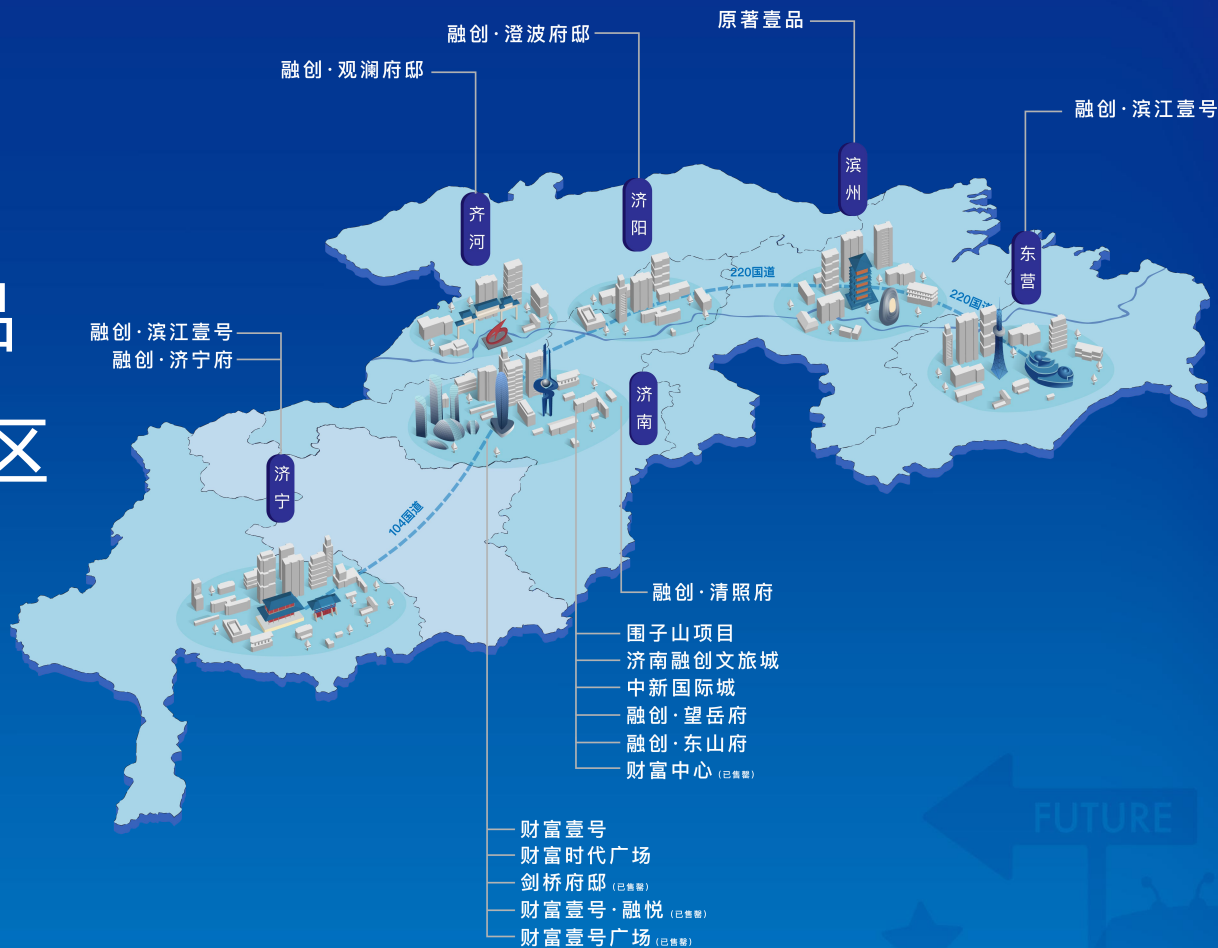 原著壹品
融创·澄波府邸
融创·观澜府邸
融创·滨江壹号
滨州
济阳
齐河
东营
220国道
220国道
品
融创·滨江壹号
融创·济宁府
济南
区
济宁
104国道
融创·清照府
围子山项目
济南融创文旅城
中新国际城
融创·望岳府
融创·东山府
财富中心(已售罄)
FUTURE
财富壹号
财富时代广场
剑桥府邸(已售罄)
财富壹号·融悦(已售罄)
财富壹号广场(已售罄)